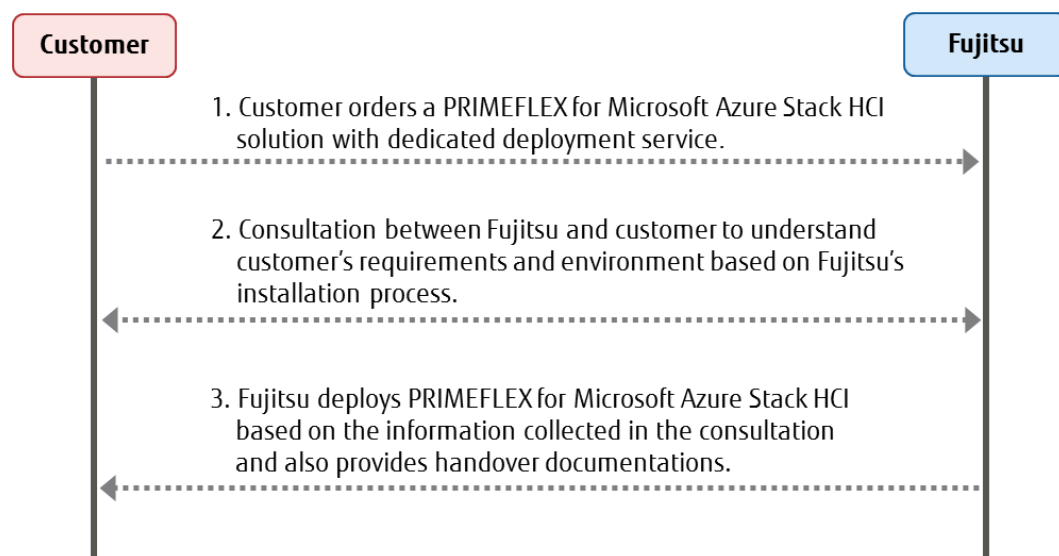 Customer
Fujitsu
1. Customer orders a PRIMEFLEX for Microsoft Azure Stack HCI
solution with dedicated deployment service.
2. Consultation between Fujitsu and customer to understand
customer's requirements and environment based on Fujitsu's
installation process.
3. Fujitsu deploys PRIMEFLEX for Microsoft Azure Stack HCI
based on the information collected in the consultation
and also provides handover documentations.